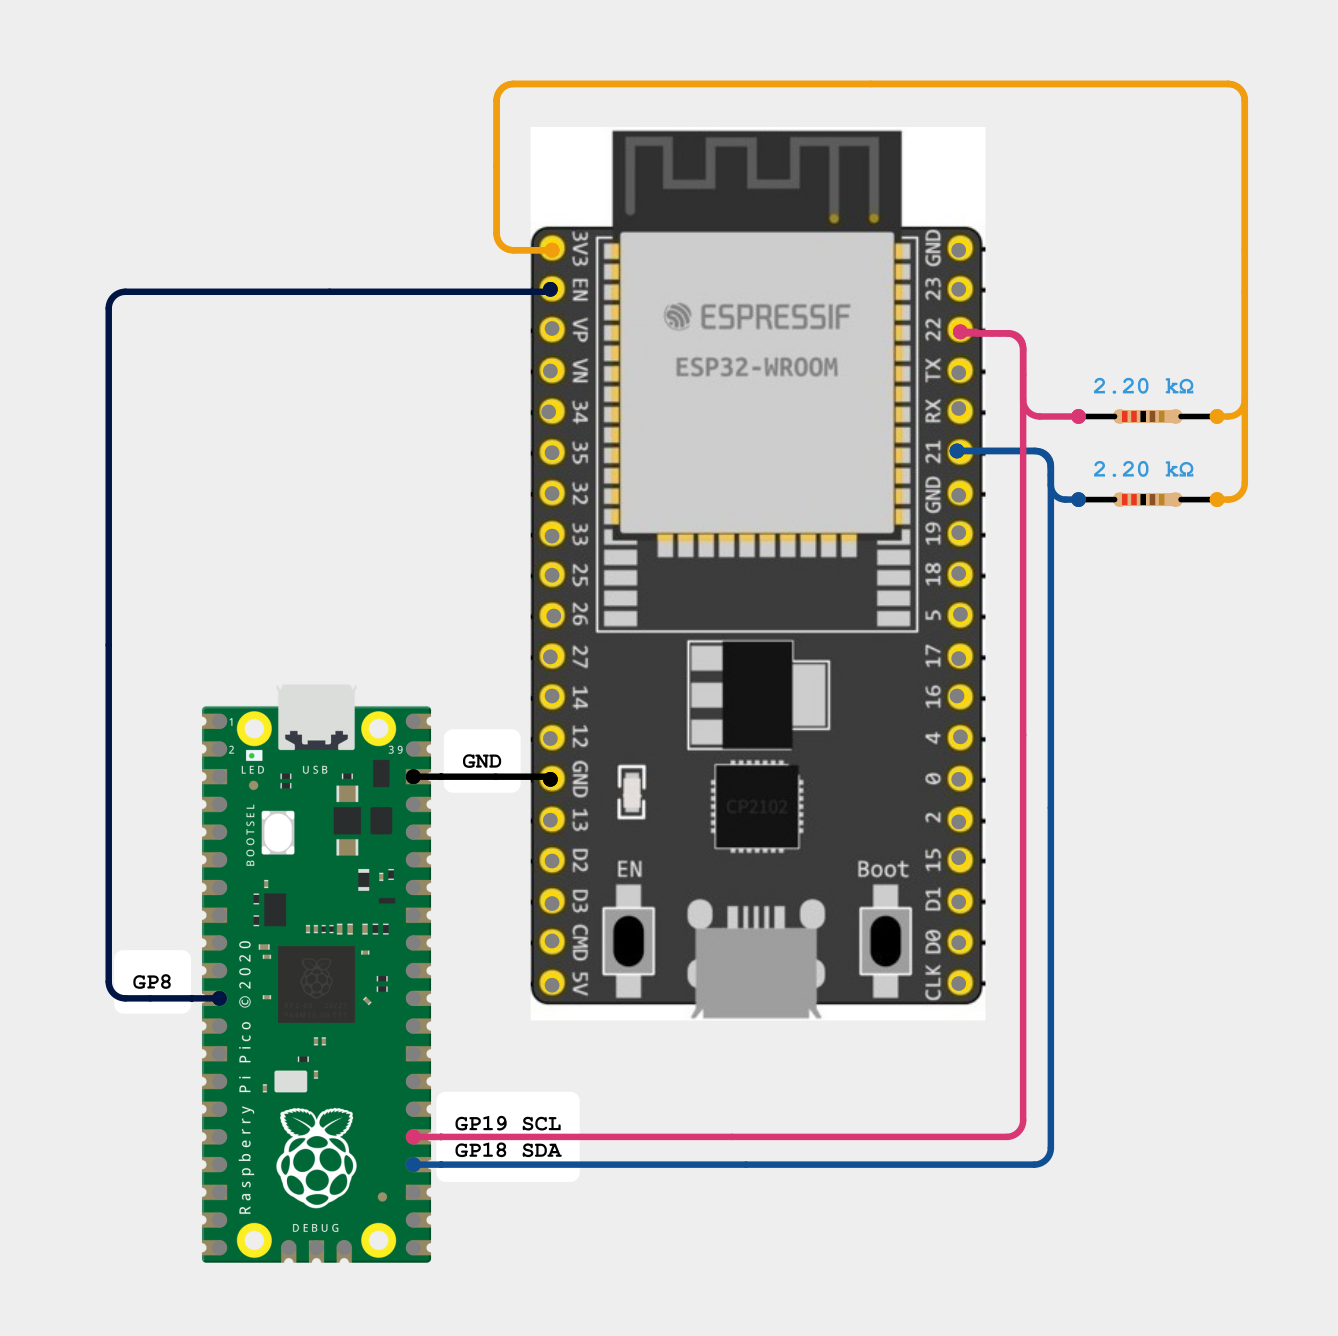 3V3
EN
VP
VN
34
35
32
33
25
26
27
14
12
GND
13
D2
D3
CMD
5V
GND
23
22
TX
RX
21
GND
19
18
5
17
16
4
0
2
15
D1
D0
CLK
ESPRESSIF
ESP32-WROOM
CP2102
EN
Boot
2.20 kΩ
2.20 kΩ
GND
GP8
GP19 SCL
GP18 SDA
1
2
39
LED
USB
BOOTSEL
Raspberry Pi Pico ©2020
DEBUG